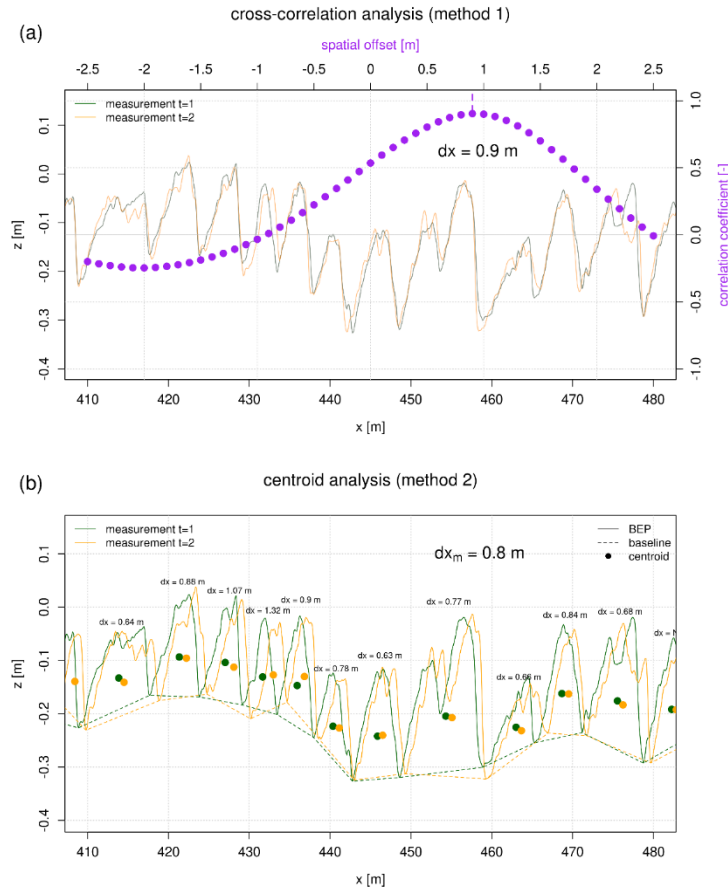 cross-correlation analysis (method 1)
(a)
spatial offset [m]
-2.5 -2 -1.5 -1 -0.5 0 0.5 1 1.5 2 2.5
measurement t=1
measurement t=2
dx = 0.9 m
0.1
0.0
-0.1
-0.2
-0.3
-0.4
z [m]
1.0
0.5
0.0
-0.5
-1.0
correlation coefficient [-]
410 420 430 440 450 460 470 480
x [m]
(b)
centroid analysis (method 2)
measurement t=1
measurement t=2
dxm = 0.8 m
BEP
baseline
centroid
dx = 0.64 m
dx = 0.88 m
dx = 1.07 m
dx = 1.32 m
dx = 0.9 m
dx = 0.78 m
dx = 0.63 m
dx = 0.77 m
dx = 0.84 m
dx = 0.68 m
0.1
0.0
-0.1
-0.2
-0.3
-0.4
z [m]
410 420 430 440 450 460 470 480
x [m]